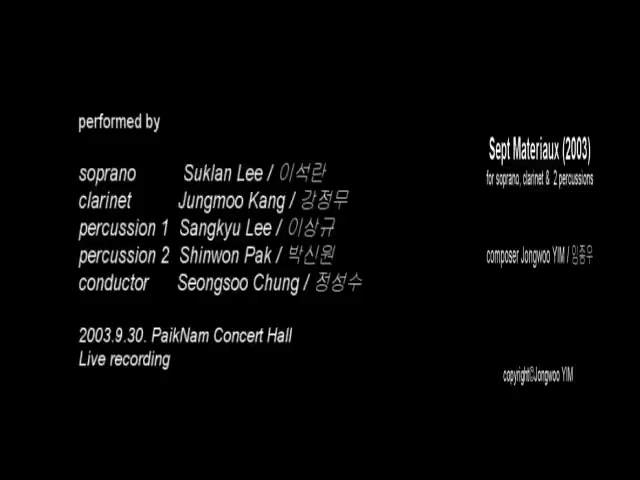 performed by
soprano Suklan Lee / 이석란
clarinet Jungmoo Kang / 강정무
percussion 1 Sangkyu Lee / 이상규
percussion 2 Shinwon Pak / 박신원
conductor Seongsoo Chung / 정성수
2003.9.30. PaikNam Concert Hall
Live recording
Sept Materiaux (2003)
for soprano, clarinet & 2 percussions
composer Jongwoo YIM / 임종우
copyright©Jongwoo YIM